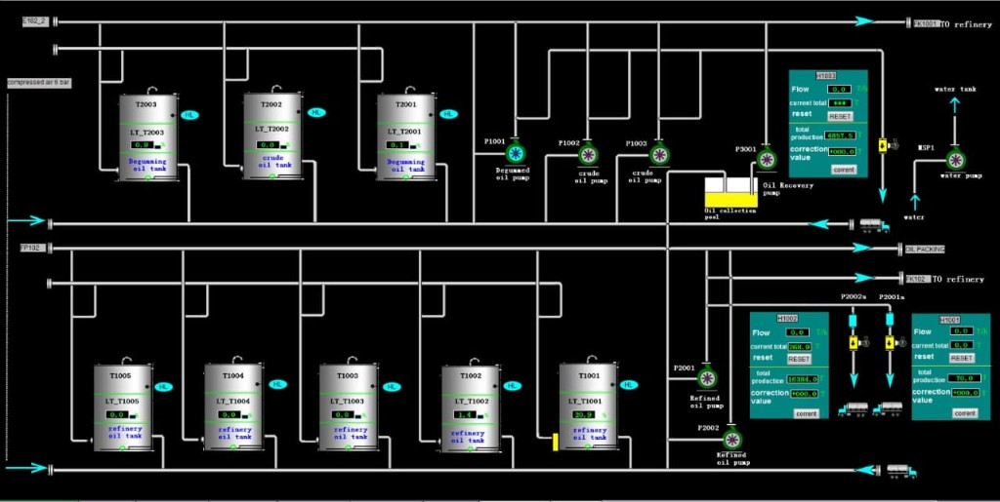 E102_2
FK1001 TO refinery
compressed air 6 bar
T2003
HL
LT_T2003
0.0 %
Degumming
oil tank
T2002
HL
LT_T2002
0.0 %
crude
oil tank
T2001
HL
LT_T2001
0.1 %
Degumming
oil tank
P1001
Degummed
oil pump
P1002
crude
oil pump
P1003
crude
oil pump
P3001
Oil Recovery
pump
Oil collection
pool
H1003
Flow 0.0 T/h
current total *** T
reset RESET
total
production 6857.5 T
correction
value +000.0 T
current
water tank
MSP1
water pump
water
FP102
OIL PACKING
FK102 TO refinery
P2002a P2001a
T1005
HL
LT_T1005
0.0 %
refinery
oil tank
T1004
HL
LT_T1004
0.0 %
refinery
oil tank
T1003
HL
LT_T1003
0.0 %
refinery
oil tank
T1002
HL
LT_T1002
1.4 %
refinery
oil tank
T1001
HL
LT_T1001
20.9 %
refinery
oil tank
P2001
Refined
oil pump
P2002
Refined
oil pump
H1002
Flow 0.0 T/h
current total 268.9 T
reset RESET
total
production 16384.0 T
correction
value +000.0 T
current
H1001
Flow 0.0 T/h
current total 0.0 T
reset RESET
total
production 70.0 T
correction
value +000.0 T
current